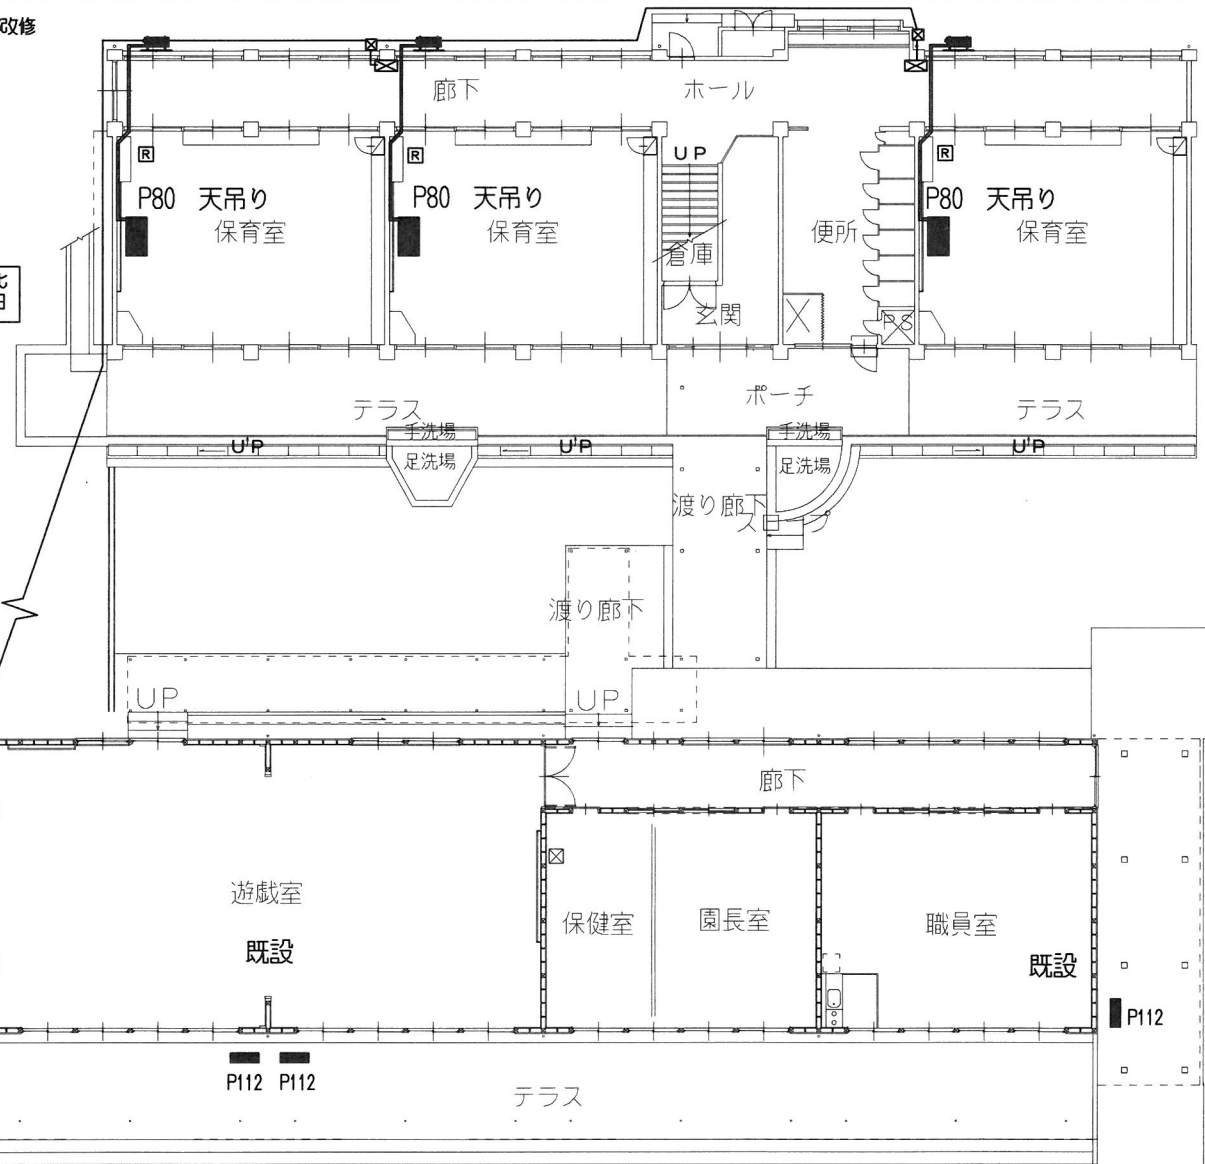 改修
廊下
ホール
UP
R
R
R
P80 天吊り
P80 天吊り
P80 天吊り
保育室
保育室
保育室
便所
倉庫
玄関
PS
テラス
ポーチ
テラス
手洗場
手洗場
UP
UP
UP
足洗場
足洗場
渡り廊下
スロープ
渡り廊下
UP
UP
廊下
遊戯室
保健室
園長室
職員室
既設
既設
P112
P112
P112
テラス